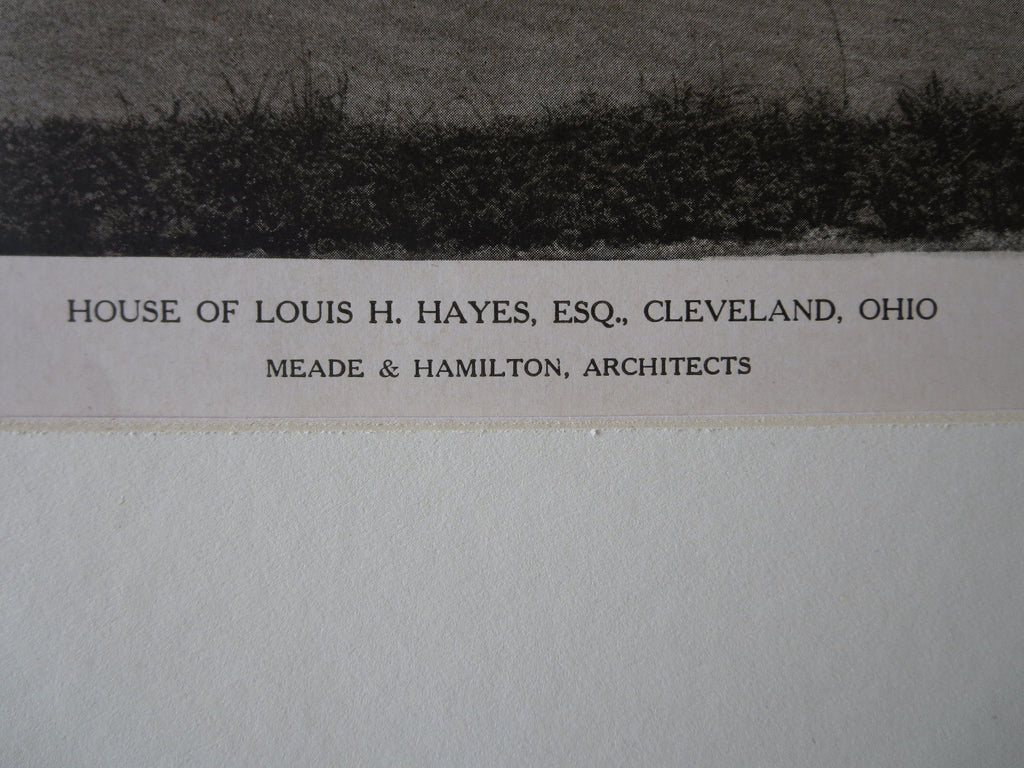 HOUSE OF LOUIS H. HAYES, ESQ., CLEVELAND, OHIO
MEADE & HAMILTON, ARCHITECTS